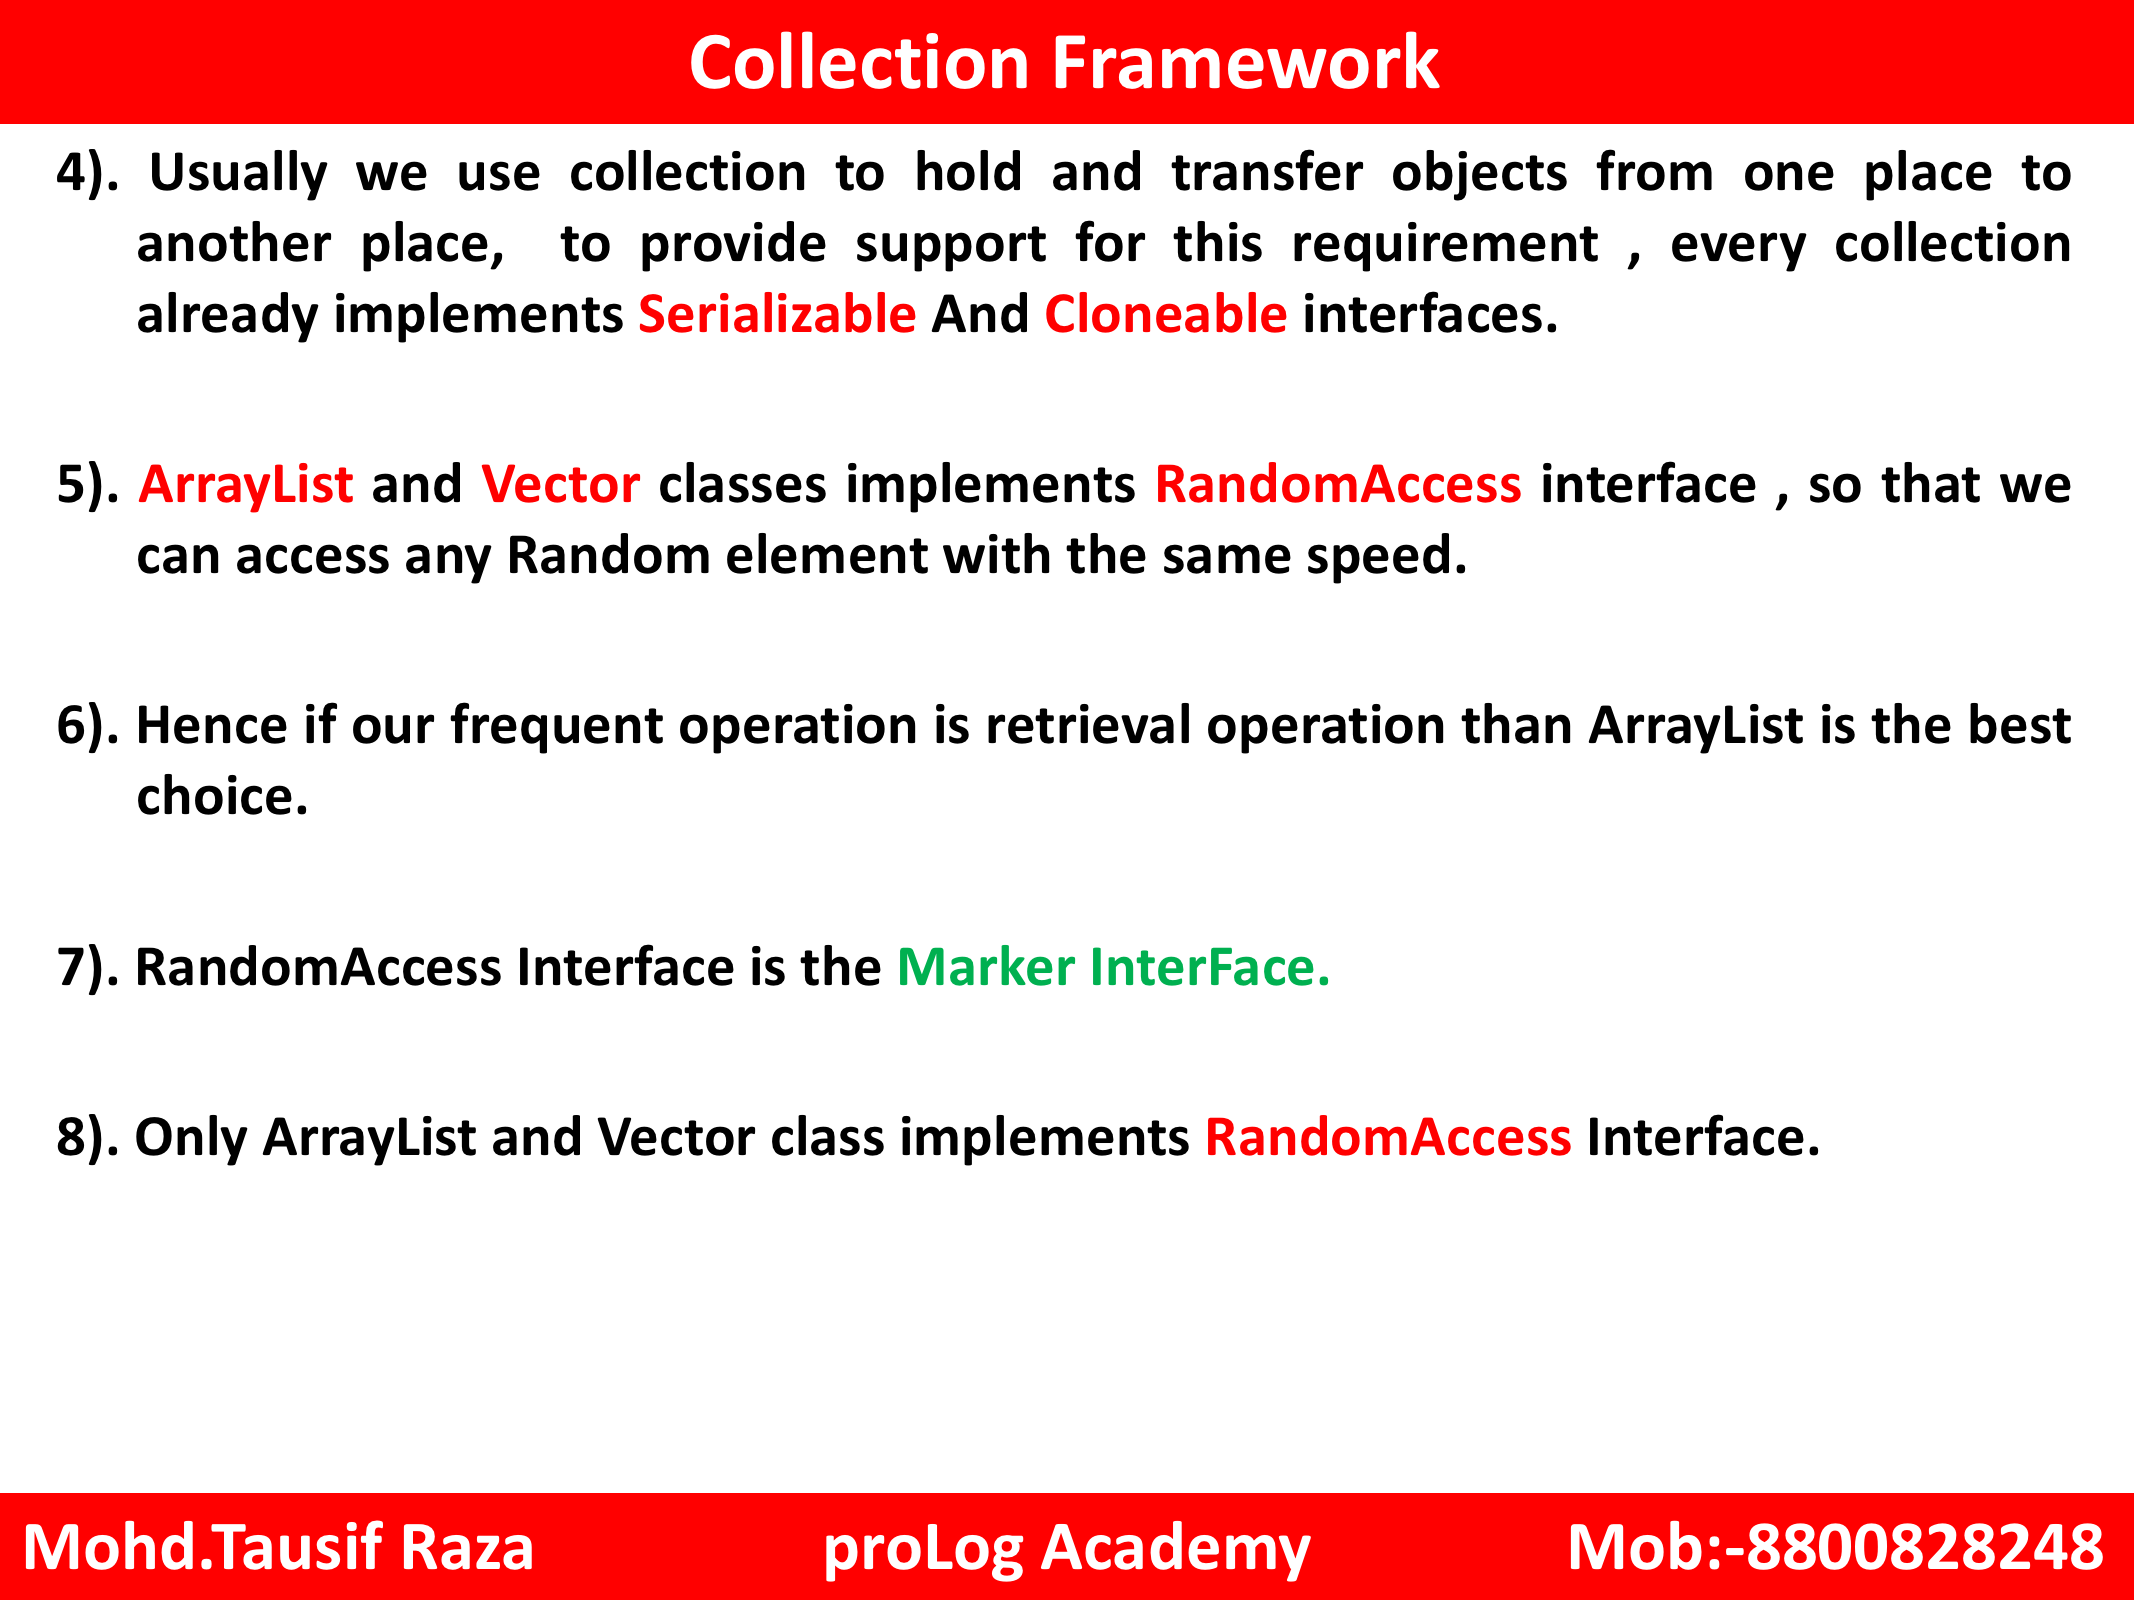 Collection Framework
4). Usually we use collection to hold and transfer objects from one place to
another place,  to provide support for this requirement , every collection
already implements Serializable And Cloneable interfaces.
5). ArrayList and Vector classes implements RandomAccess interface , so that we
can access any Random element with the same speed.
6). Hence if our frequent operation is retrieval operation than ArrayList is the best
choice.
7). RandomAccess Interface is the Marker InterFace.
8). Only ArrayList and Vector class implements RandomAccess Interface.
Mohd.Tausif Raza proLog Academy Mob:-8800828248